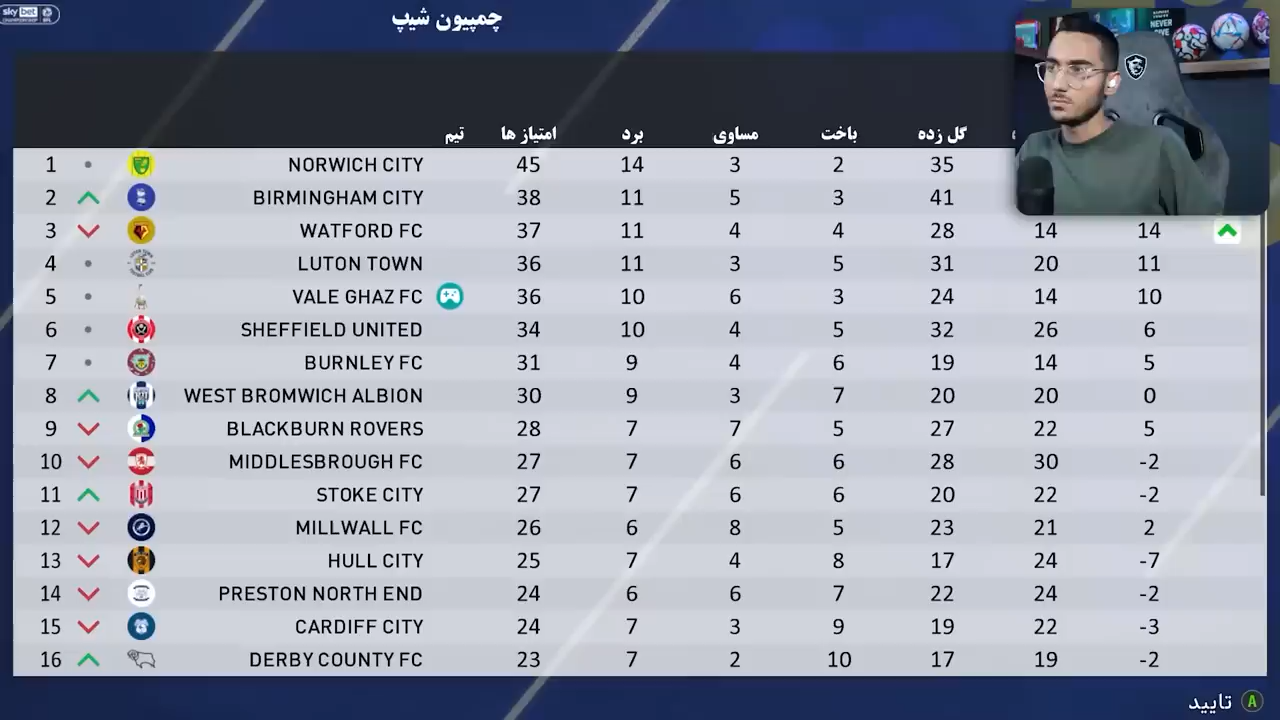 sky bet
چمپیون شیپ
NEVER GIVE
تیم امتیاز ها برد مساوی باخت گل زده
1 NORWICH CITY 45 14 3 2 35
2 BIRMINGHAM CITY 38 11 5 3 41
3 WATFORD FC 37 11 4 4 28 14 14
4 LUTON TOWN 36 11 3 5 31 20 11
5 VALE GHAZ FC 36 10 6 3 24 14 10
6 SHEFFIELD UNITED 34 10 4 5 32 26 6
7 BURNLEY FC 31 9 4 6 19 14 5
8 WEST BROMWICH ALBION 30 9 3 7 20 20 0
9 BLACKBURN ROVERS 28 7 7 5 27 22 5
10 MIDDLESBROUGH FC 27 7 6 6 28 30 -2
11 STOKE CITY 27 7 6 6 20 22 -2
12 MILLWALL FC 26 6 8 5 23 21 2
13 HULL CITY 25 7 4 8 17 24 -7
14 PRESTON NORTH END 24 6 6 7 22 24 -2
15 CARDIFF CITY 24 7 3 9 19 22 -3
16 DERBY COUNTY FC 23 7 2 10 17 19 -2
تایید A